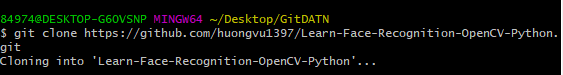 84974@DESKTOP-G6OVSNP MINGW64 ~/Desktop/GitDATN
$ git clone https://github.com/huongvu1397/Learn-Face-Recognition-OpenCV-Python.
git
Cloning into 'Learn-Face-Recognition-OpenCV-Python'...